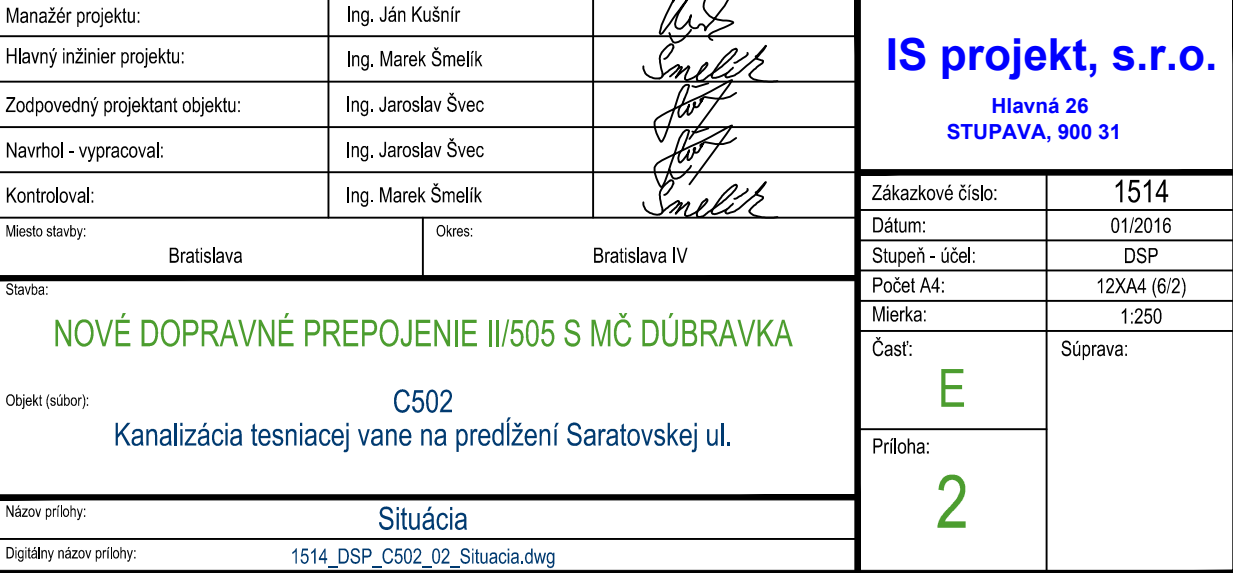 Manažér projektu: Ing. Ján Kušnír
Hlavný inžinier projektu: Ing. Marek Šmelík Smelík
Zodpovedný projektant objektu: Ing. Jaroslav Švec
Navrhol - vypracoval: Ing. Jaroslav Švec
Kontroloval: Ing. Marek Šmelík Smelík
Miesto stavby: Bratislava
Okres: Bratislava IV
Stavba:
NOVÉ DOPRAVNÉ PREPOJENIE II/505 S MČ DÚBRAVKA
Objekt (súbor): C502
Kanalizácia tesniacej vane na predĺžení Saratovskej ul.
Názov prílohy: Situácia
Digitálny názov prílohy: 1514_DSP_C502_02_Situacia.dwg
IS projekt, s.r.o.
Hlavná 26
STUPAVA, 900 31
Zákazkové číslo: 1514
Dátum: 01/2016
Stupeň - účel: DSP
Počet A4: 12XA4 (6/2)
Mierka: 1:250
Časť:
E
Súprava:
Príloha:
2